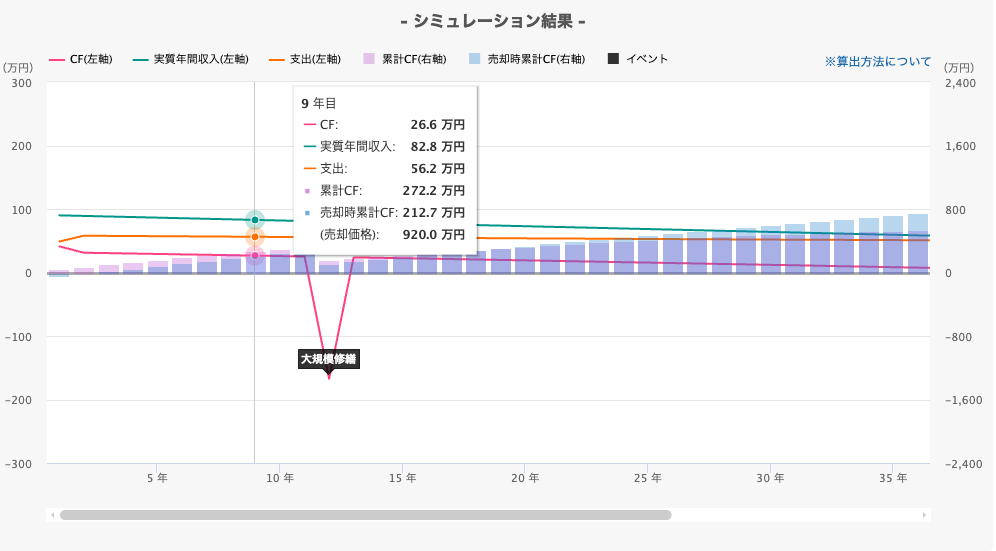 - シミュレーション結果 -
CF(左軸) 実質年間収入(左軸) 支出(左軸) 累計CF(右軸) 売却時累計CF(右軸) イベント
※算出方法について
(万円) (万円)
300 2,400
9 年目
CF: 26.6 万円
200 1,600
実質年間収入: 82.8 万円
支出: 56.2 万円
累計CF: 272.2 万円
100 800
売却時累計CF: 212.7 万円
(売却価格): 920.0 万円
0 0
-100 -800
大規模修繕
-200 -1,600
-300 -2,400
5 年 10 年 15 年 20 年 25 年 30 年 35 年